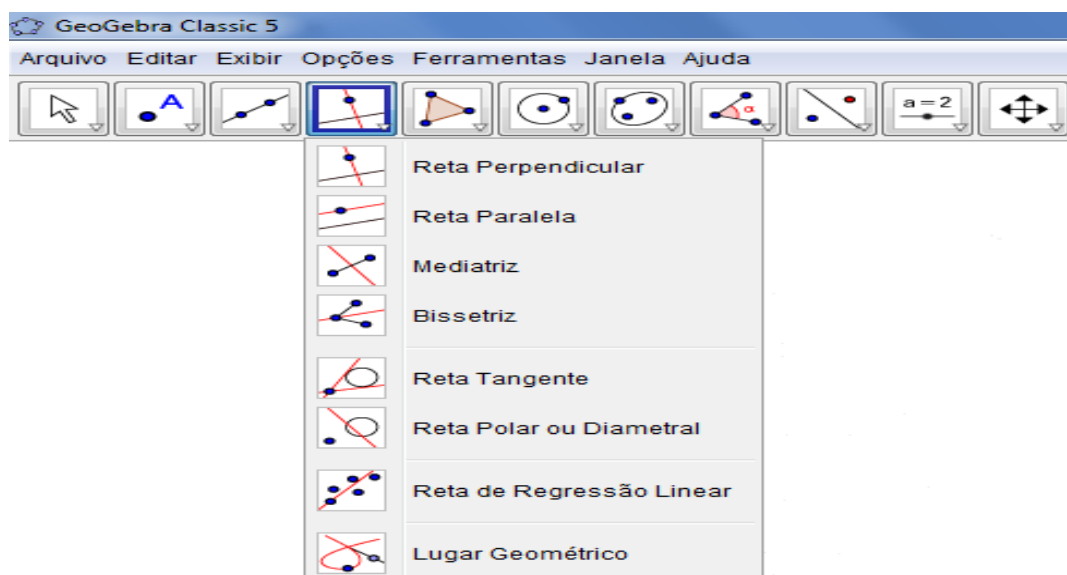 GeoGebra Classic 5
Arquivo Editar Exibir Opções Ferramentas Janela Ajuda
A
α
a = 2
Reta Perpendicular
Reta Paralela
Mediatriz
Bissetriz
Reta Tangente
Reta Polar ou Diametral
Reta de Regressão Linear
Lugar Geométrico